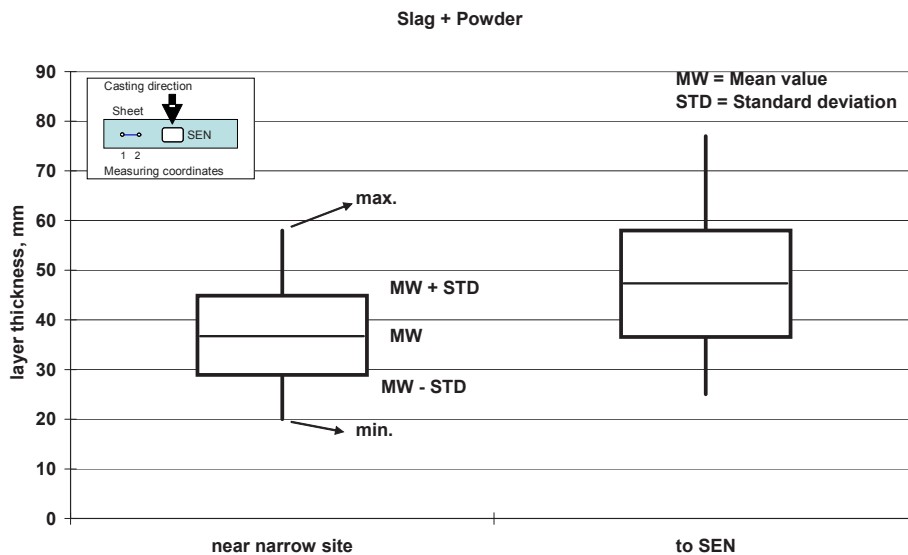 Slag + Powder
MW = Mean value
STD = Standard deviation
Casting direction
Sheet
SEN
1 2
Measuring coordinates
layer thickness, mm
90
80
70
60
50
40
30
20
10
0
max.
MW + STD
MW
MW - STD
min.
near narrow site
to SEN